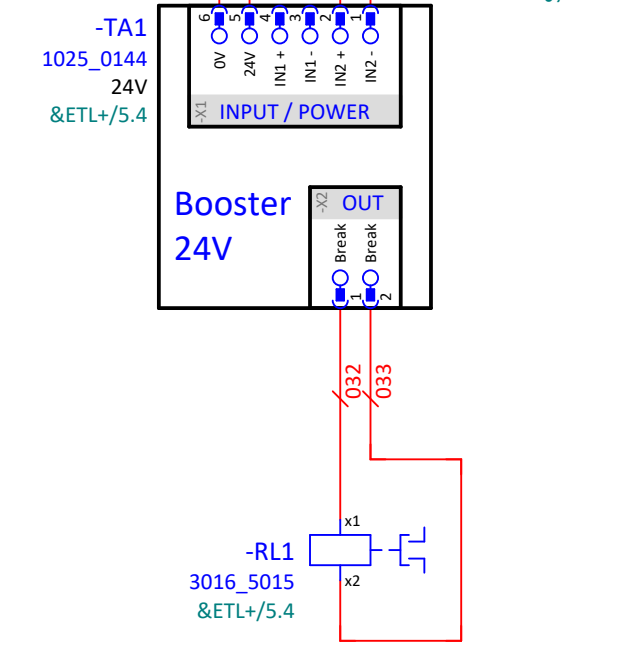 -TA1
1025_0144
24V
&ETL+/5.4
6
5
4
3
2
1
0V
24V
IN1 +
IN1 -
IN2 +
IN2 -
-X1
INPUT / POWER
Booster
24V
-X2
OUT
Break
Break
1
2
032
033
x1
-RL1
3016_5015
x2
&ETL+/5.4